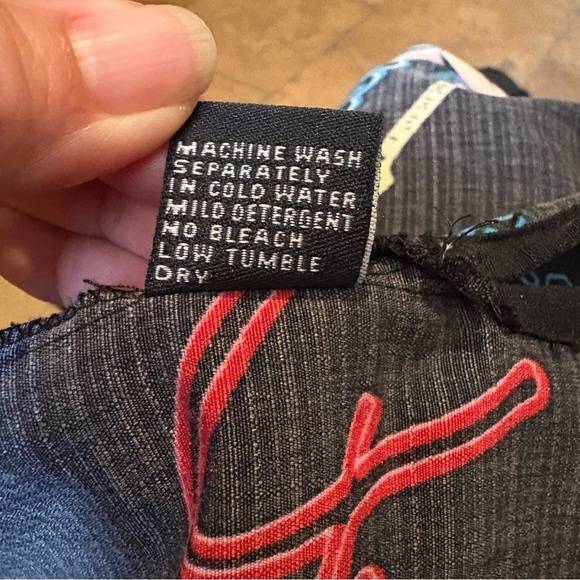 MACHINE WASH
SEPARATELY
IN COLD WATER
MILD DETERGENT
NO BLEACH
LOW TUMBLE
DRY